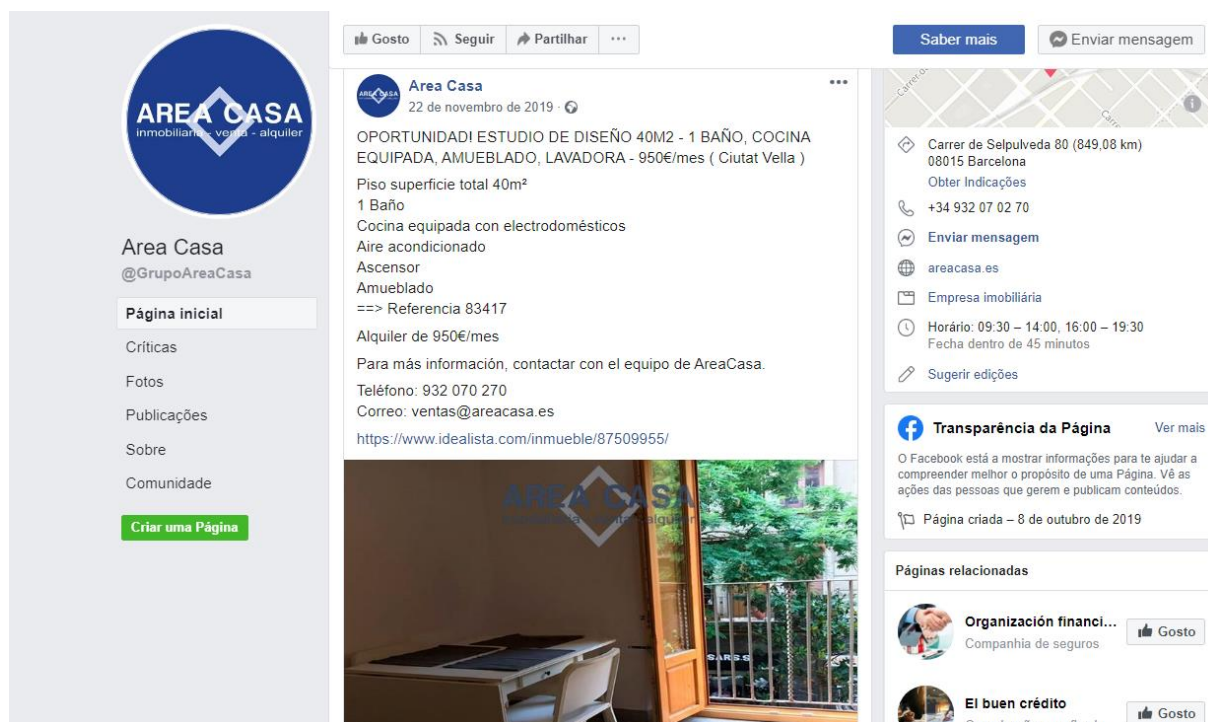 AREA CASA
inmobiliaria - venta - alquiler
Area Casa
@GrupoAreaCasa
Página inicial
Críticas
Fotos
Publicações
Sobre
Comunidade
Criar uma Página
Gosto
Seguir
Partilhar
...
Saber mais
Enviar mensagem
AREA CASA
Area Casa
22 de novembro de 2019 ·
OPORTUNIDAD! ESTUDIO DE DISEÑO 40M2 - 1 BAÑO, COCINA
EQUIPADA, AMUEBLADO, LAVADORA - 950€/mes ( Ciutat Vella )
Piso superficie total 40m²
1 Baño
Cocina equipada con electrodomésticos
Aire acondicionado
Ascensor
Amueblado
==> Referencia 83417
Alquiler de 950€/mes
Para más información, contactar con el equipo de AreaCasa.
Teléfono: 932 070 270
Correo: ventas@areacasa.es
https://www.idealista.com/inmueble/87509955/
AREA CASA
inmobiliaria - venta - alquiler
Carrer de Selpulveda 80 (849,08 km)
08015 Barcelona
Obter Indicações
+34 932 07 02 70
Enviar mensagem
areacasa.es
Empresa imobiliária
Horário: 09:30 – 14:00, 16:00 – 19:30
Fecha dentro de 45 minutos
Sugerir edições
Transparência da Página
Ver mais
O Facebook está a mostrar informações para te ajudar a
compreender melhor o propósito de uma Página. Vê as
ações das pessoas que gerem e publicam conteúdos.
Página criada – 8 de outubro de 2019
Páginas relacionadas
Organización financi...
Companhia de seguros
Gosto
El buen crédito
Gosto